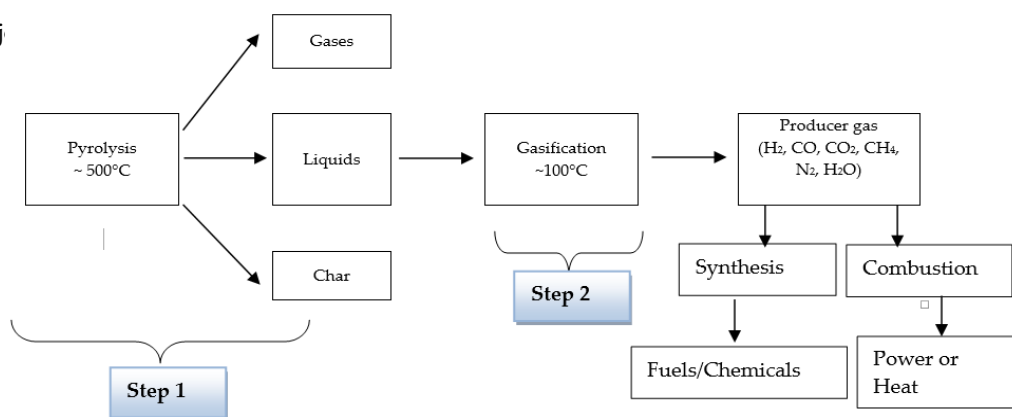 j
Gases
Pyrolysis
~ 500°C
Liquids
Char
Gasification
~100°C
Producer gas
(H₂, CO, CO₂, CH₄,
N₂, H₂O)
Synthesis
Combustion
Fuels/Chemicals
Power or
Heat
Step 1
Step 2